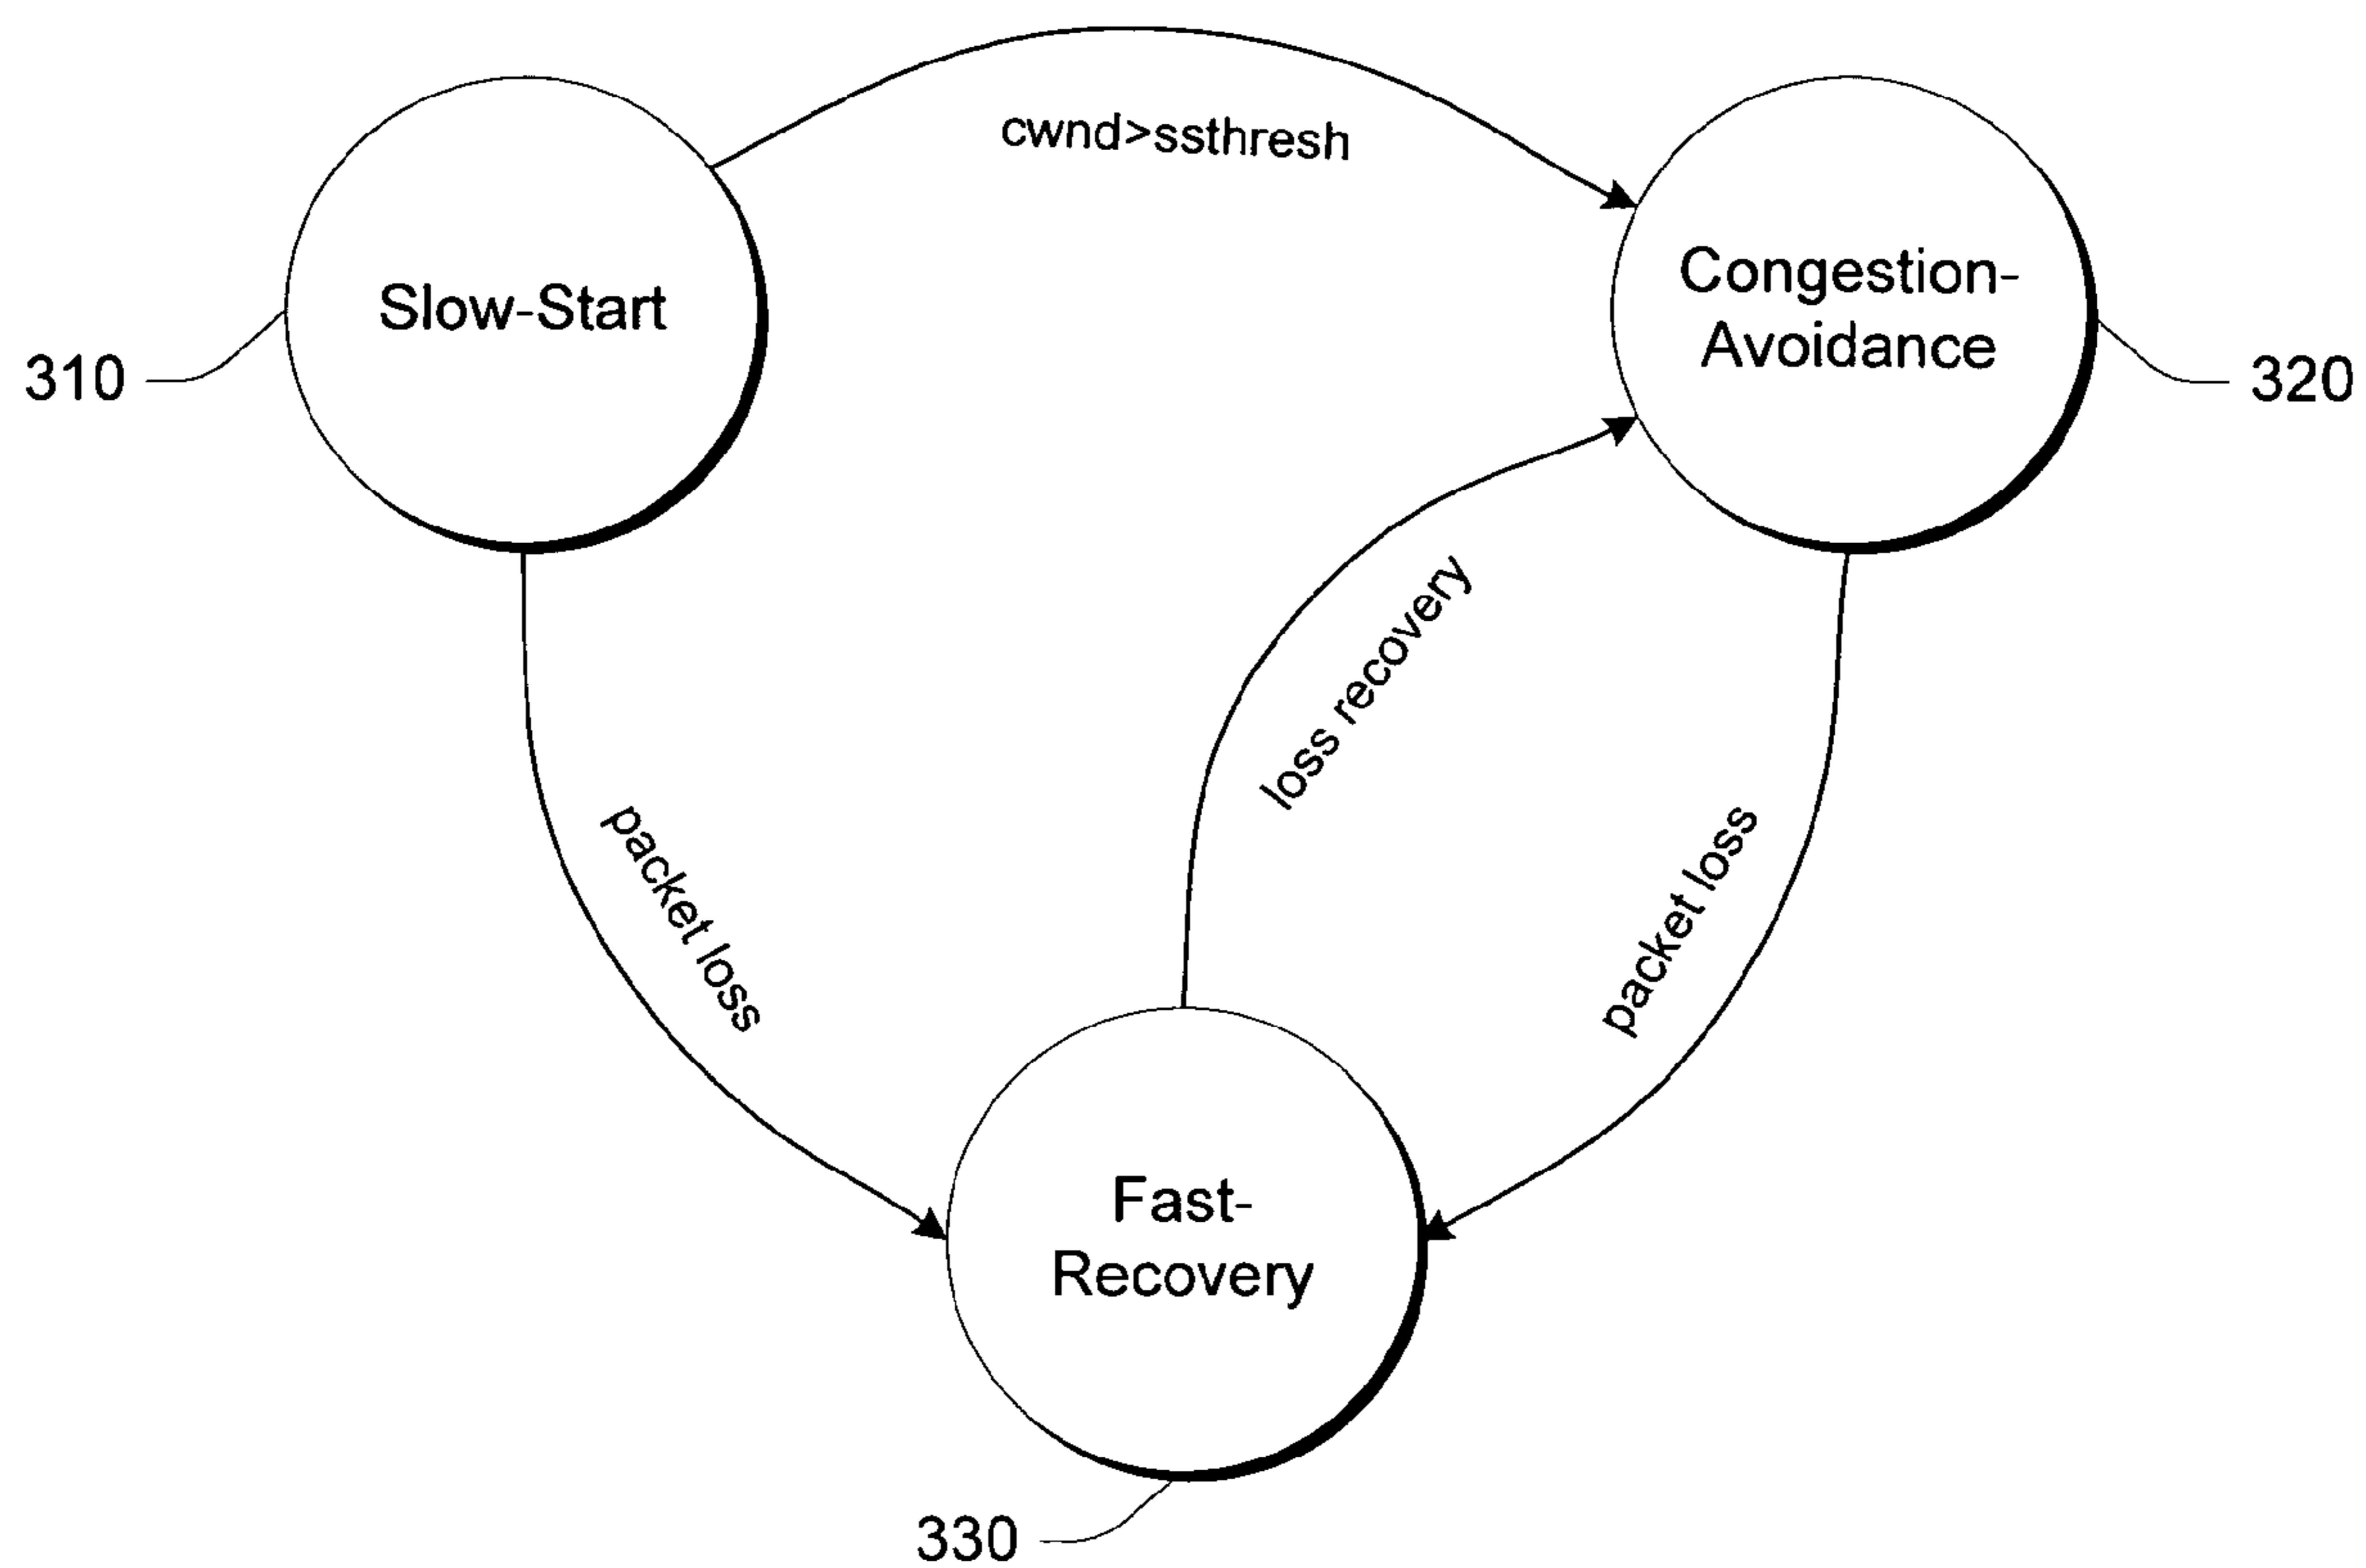 cwnd>ssthresh
Slow-Start
Congestion-
Avoidance
310
320
loss recovery
packet loss
packet loss
Fast-
Recovery
330